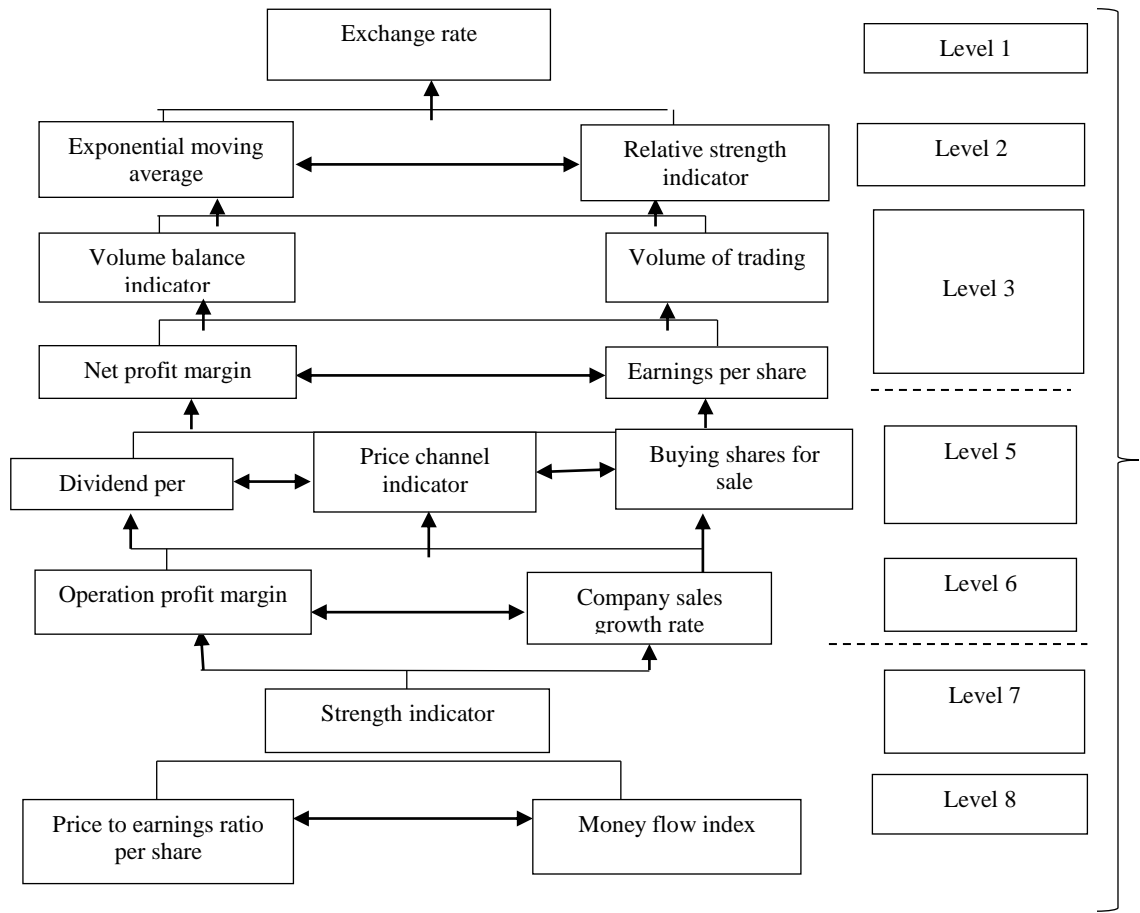 Exchange rate
Level 1
Exponential moving
average
Relative strength
indicator
Level 2
Volume balance
indicator
Volume of trading
Level 3
Net profit margin
Earnings per share
Dividend per
Price channel
indicator
Buying shares for
sale
Level 5
Operation profit margin
Company sales
growth rate
Level 6
Strength indicator
Level 7
Price to earnings ratio
per share
Money flow index
Level 8